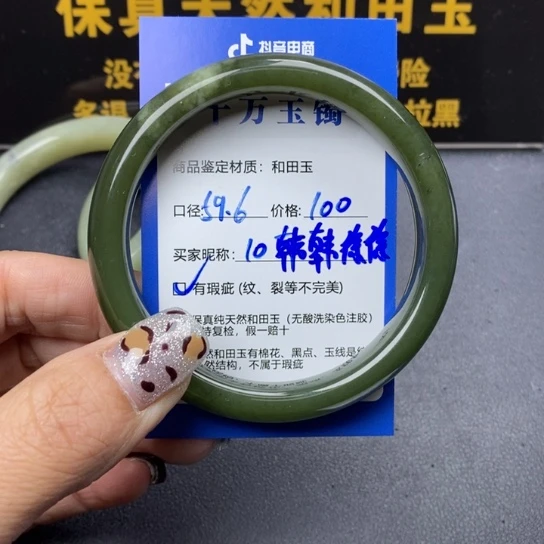 保真天然和田玉
没
险
多退
拉黑
抖音电商
千万玉镯
商品鉴定材质：和田玉
口径：59.6 价格：100
买家昵称：10 韩韩
有瑕疵 (纹、裂等不完美)
保真纯天然和田玉（无酸洗染色注胶）
持复检，假一赔十
然和田玉有棉花、黑点、玉线是
然结构，不属于瑕疵